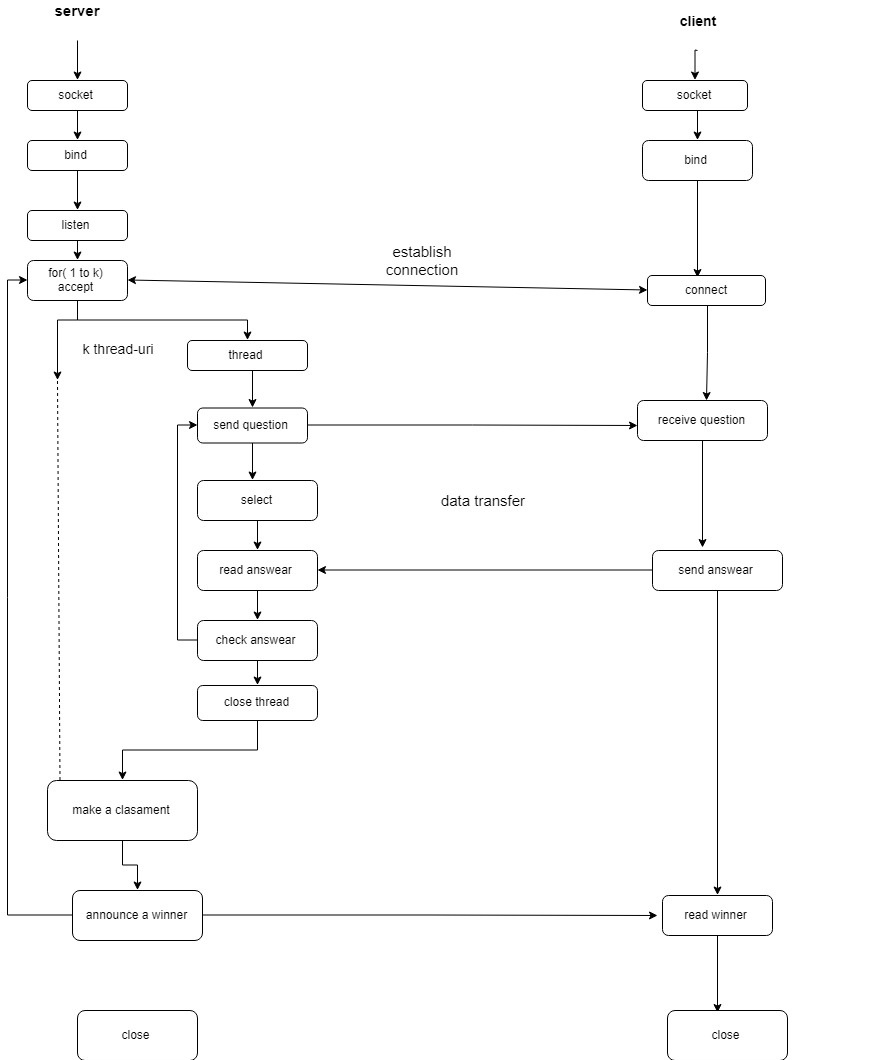 server
client
socket
socket
bind
bind
listen
establish
connection
for( 1 to k)
accept
connect
k thread-uri
thread
send question
receive question
select
data transfer
read answear
send answear
check answear
close thread
make a clasament
announce a winner
read winner
close
close